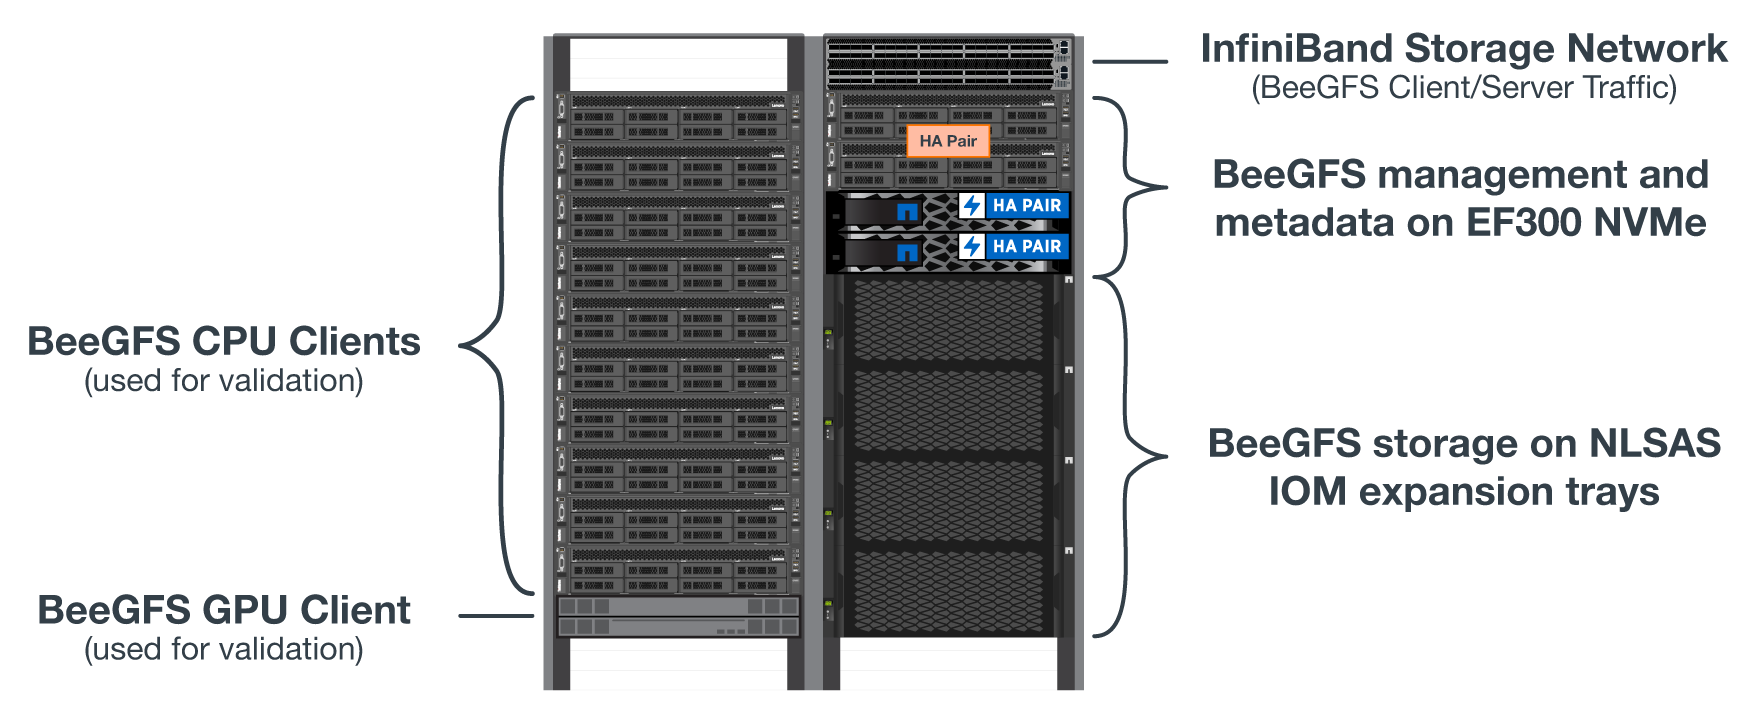 InfiniBand Storage Network
(BeeGFS Client/Server Traffic)
HA Pair
BeeGFS management and
metadata on EF300 NVMe
HA PAIR
HA PAIR
BeeGFS CPU Clients
(used for validation)
BeeGFS storage on NLSAS
IOM expansion trays
BeeGFS GPU Client
(used for validation)